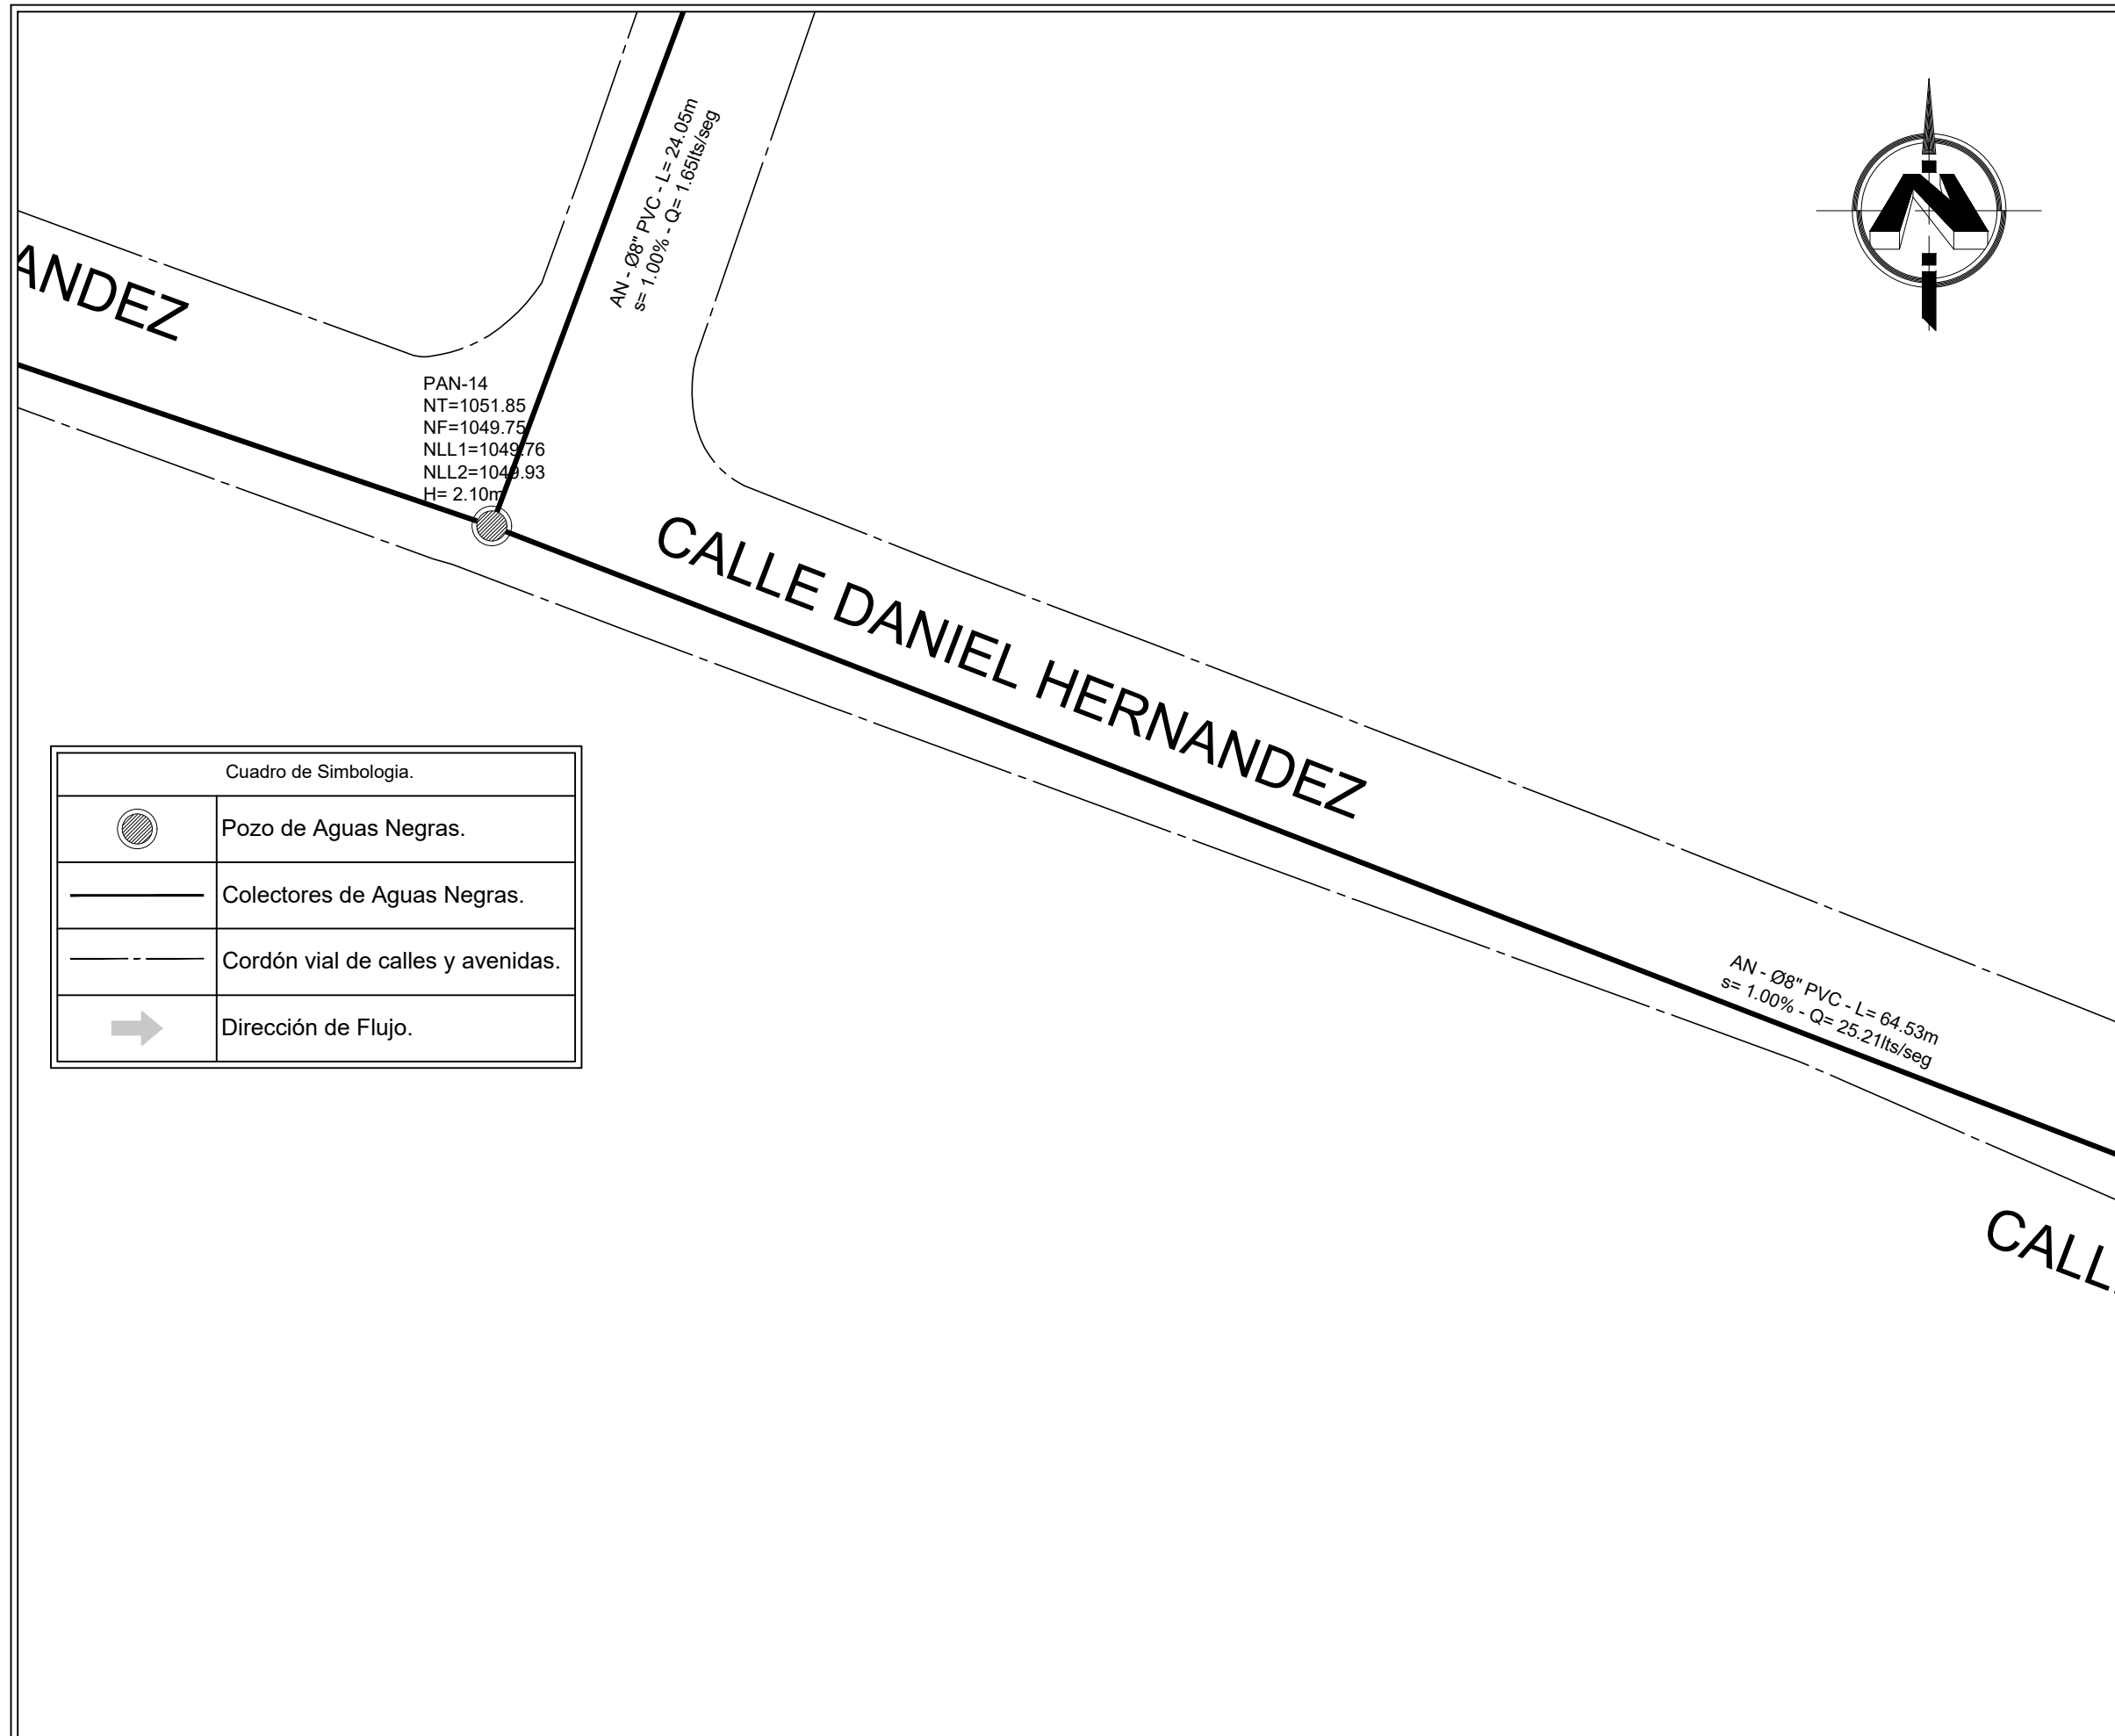 AN - Ø8" PVC - L= 24.05m
s= 1.00% - Q= 1.65lts/seg
N
ANDEZ
PAN-14
NT=1051.85
NF=1049.75
NLL1=1049.76
NLL2=1049.93
H= 2.10m
CALLE DANIEL HERNANDEZ
Cuadro de Simbologia.
Pozo de Aguas Negras.
Colectores de Aguas Negras.
Cordón vial de calles y avenidas.
Dirección de Flujo.
AN - Ø8" PVC - L= 64.53m
s= 1.00% - Q= 25.21lts/seg
CALL